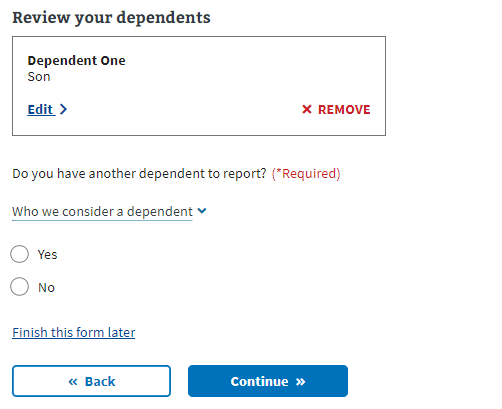 Review your dependents
Dependent One
Son
Edit
REMOVE
Do you have another dependent to report? (*Required)
Who we consider a dependent
Yes
No
Finish this form later
« Back
Continue »